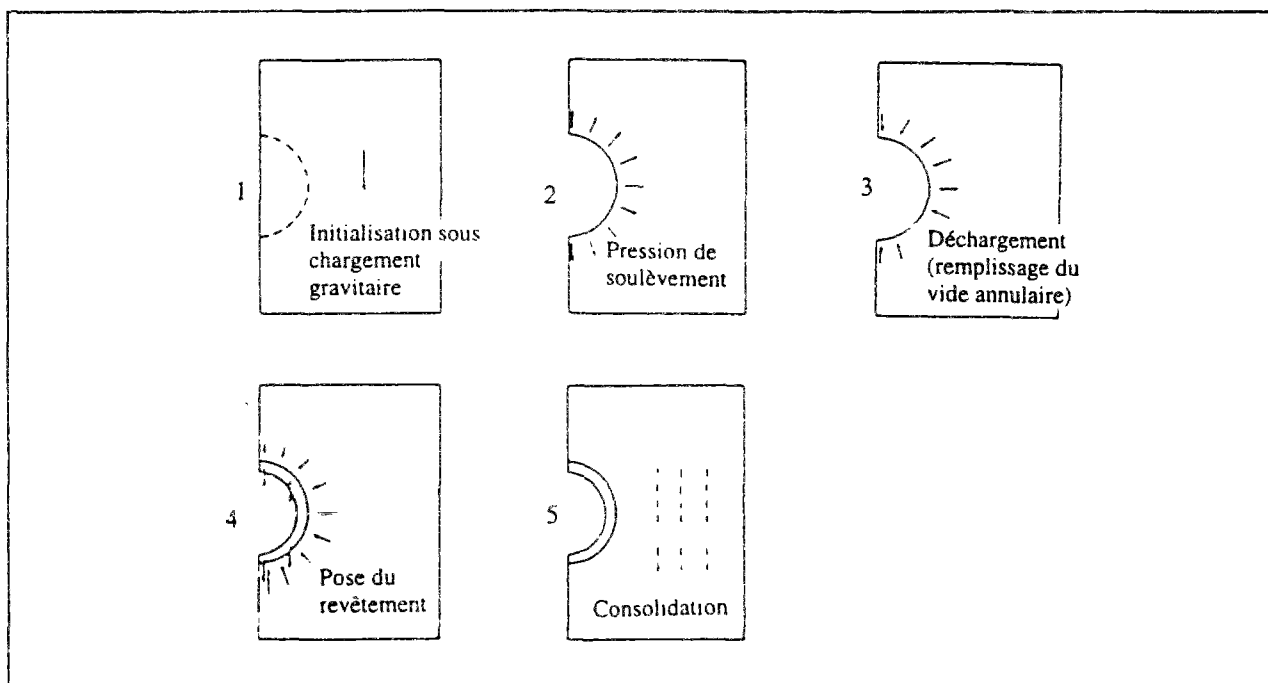 1
Initialisation sous
chargement
gravitaire
2
Pression de
soulèvement
3
Déchargement
(remplissage du
vide annulaire)
4
Pose du
revêtement
5
Consolidation